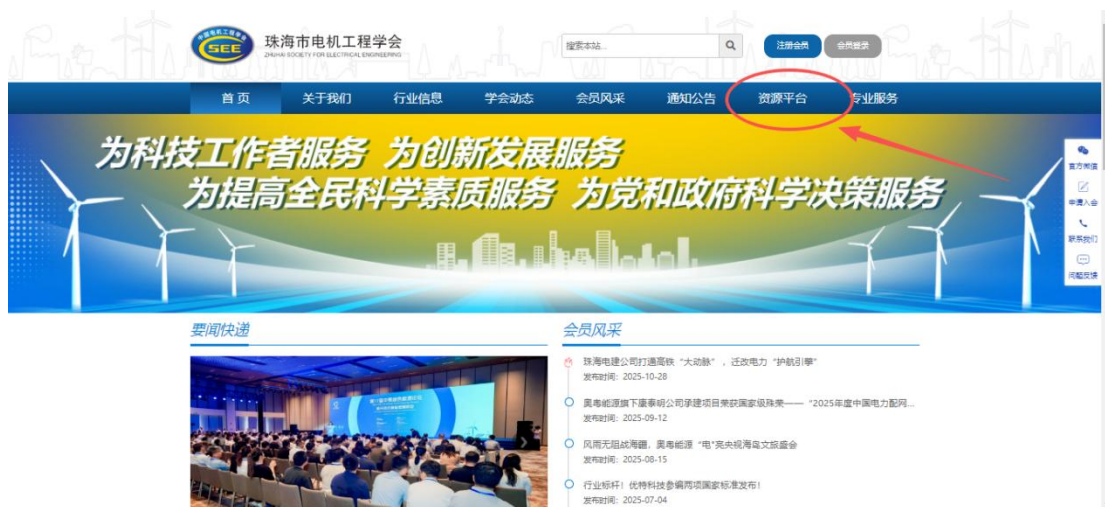 SEE
珠海市电机工程学会
ZHUHAI SOCIETY FOR ELECTRICAL ENGINEERING
搜索本站...
注册会员
会员登录
首页 关于我们 行业信息 学会动态 会员风采 通知公告 资源平台 专业服务
为科技工作者服务 为创新发展服务
为提高全民科学素质服务 为党和政府科学决策服务
官方微信
申请入会
联系我们
问题反馈
要闻快递
会员风采
珠海电建公司打通高铁“大动脉”，迁改电力“护航引擎”
发布时间：2025-10-28
奥粤能源旗下康泰明公司承建项目荣获国家级殊荣——“2025年度中国电力配网...
发布时间：2025-09-12
风雨无阻战海疆，奥粤能源“电”亮央视海岛文旅盛会
发布时间：2025-08-15
行业标杆！优特科技参编两项国家标准发布！
发布时间：2025-07-04